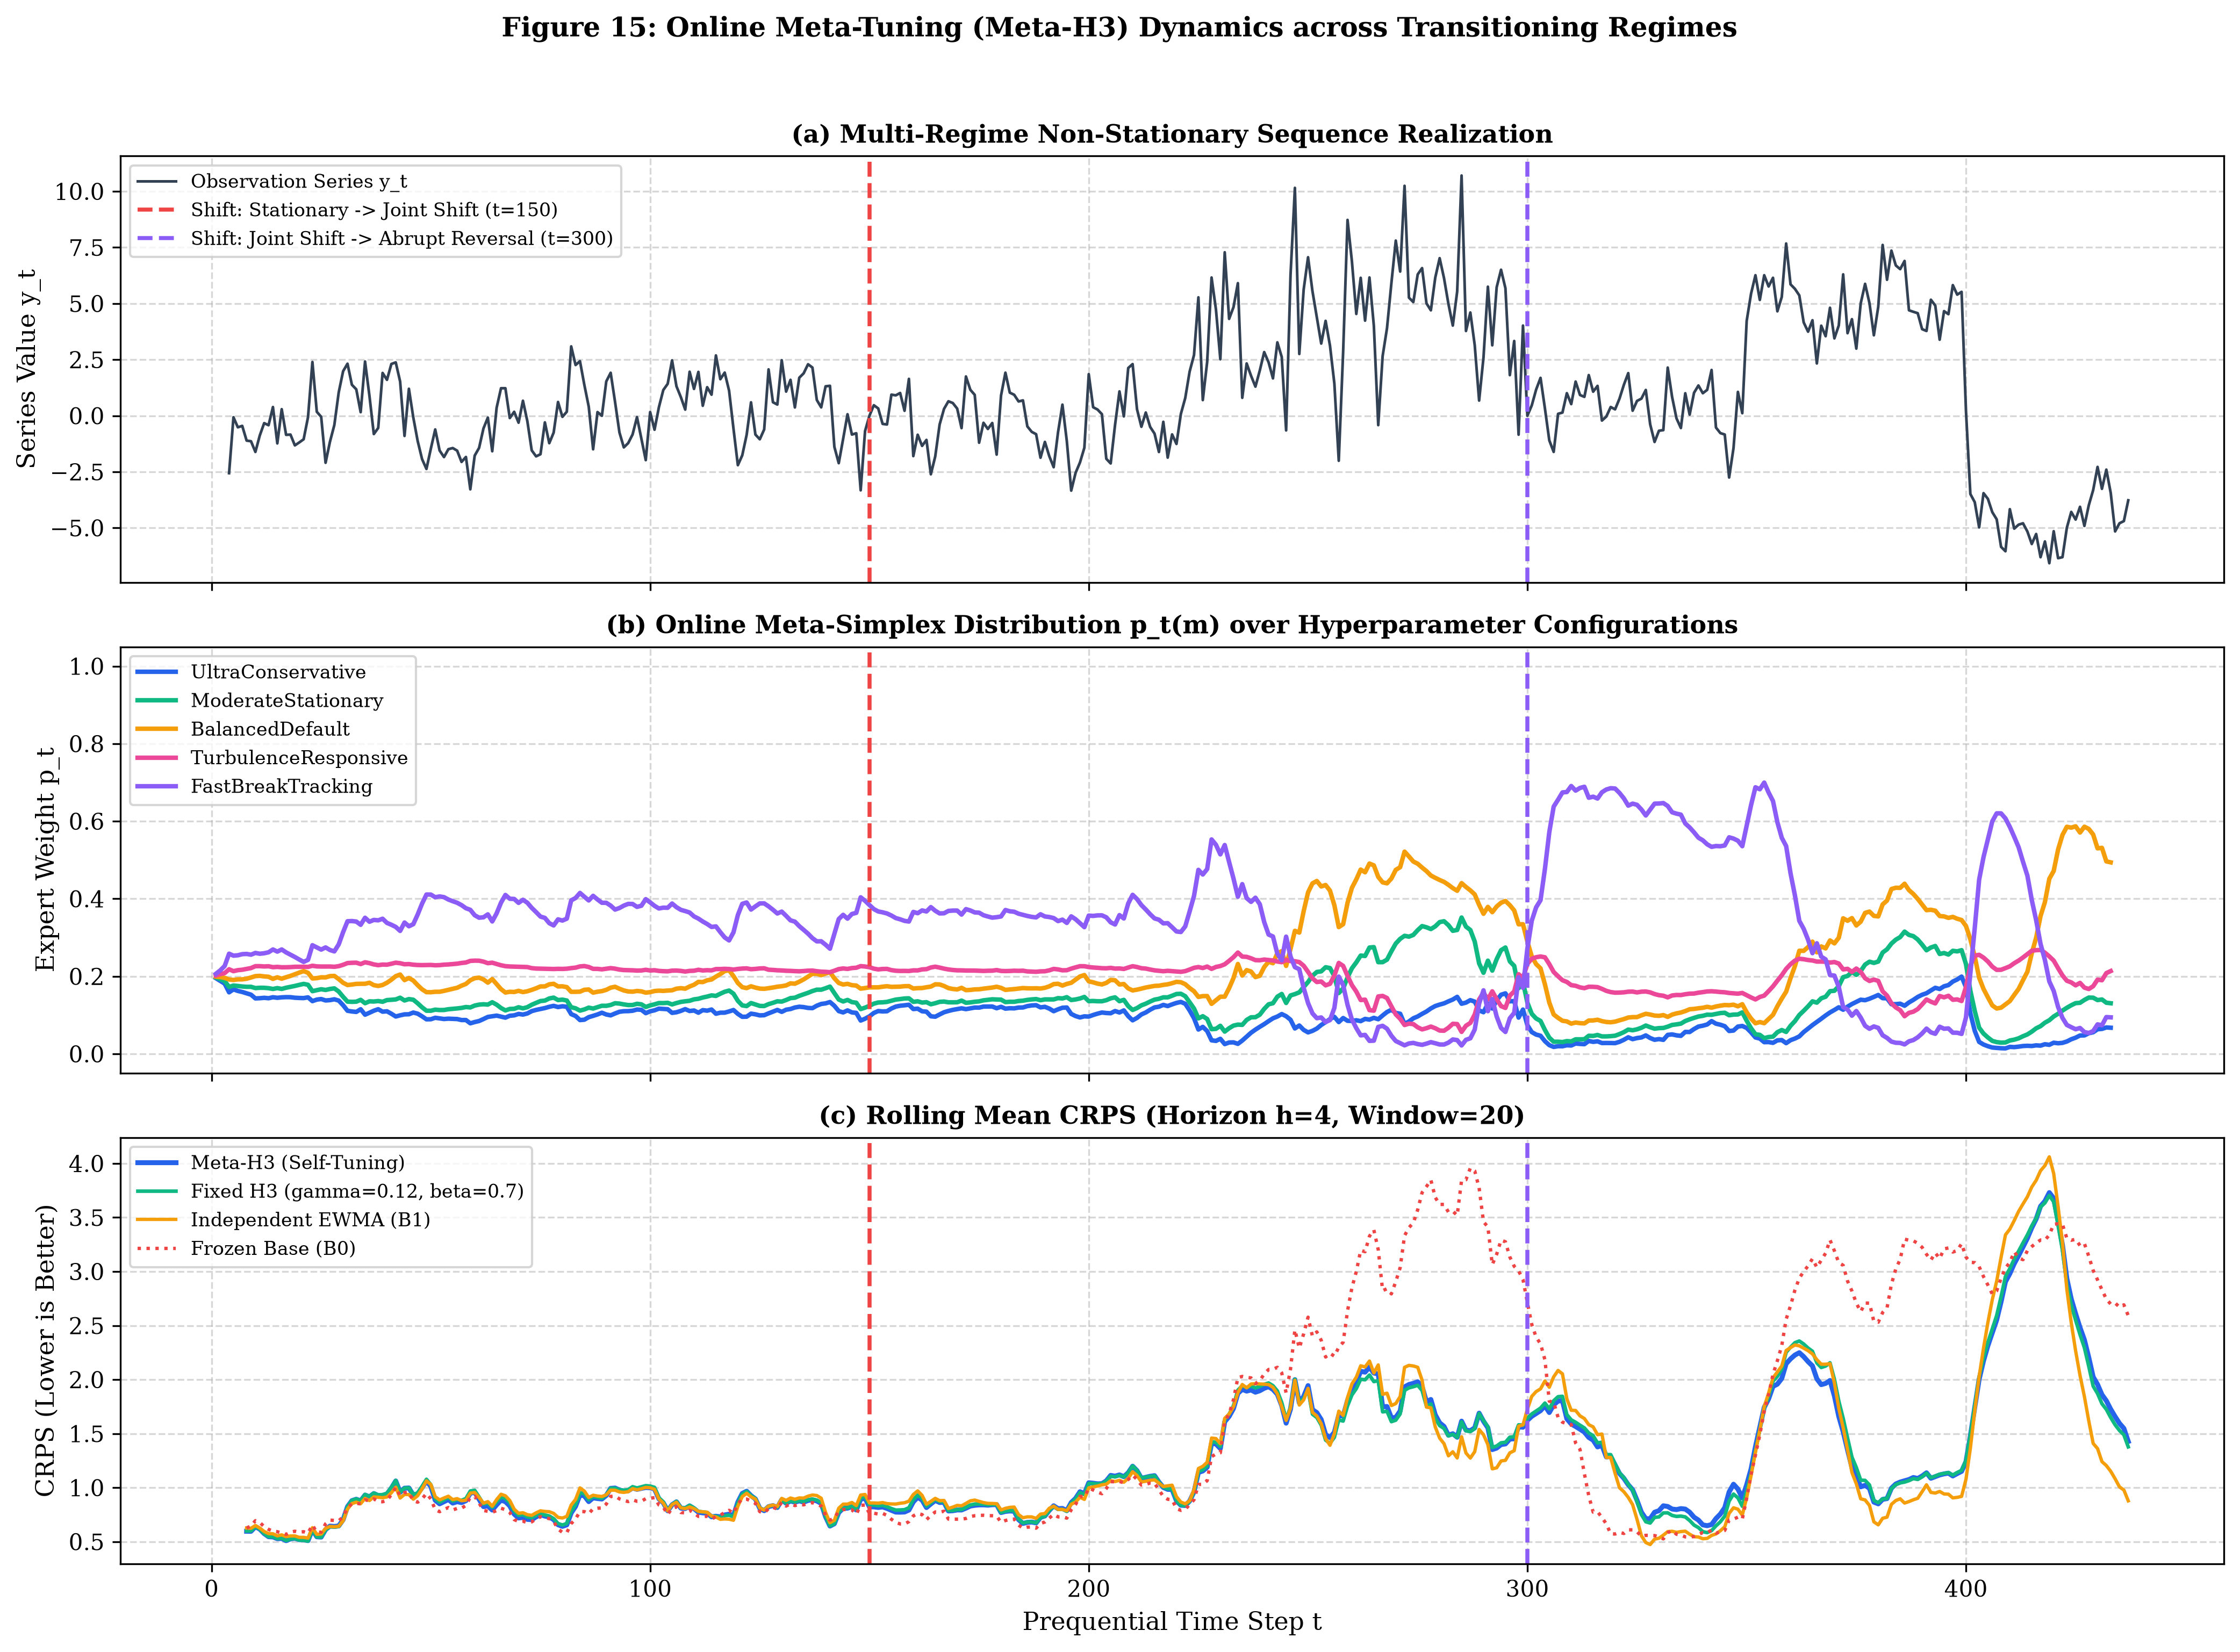 Figure 15: Online Meta-Tuning (Meta-H3) Dynamics across Transitioning Regimes
(a) Multi-Regime Non-Stationary Sequence Realization
Series Value y_t
10.0
7.5
5.0
2.5
0.0
−2.5
−5.0
Observation Series y_t
Shift: Stationary -> Joint Shift (t=150)
Shift: Joint Shift -> Abrupt Reversal (t=300)
(b) Online Meta-Simplex Distribution p_t(m) over Hyperparameter Configurations
Expert Weight p_t
1.0
0.8
0.6
0.4
0.2
0.0
UltraConservative
ModerateStationary
BalancedDefault
TurbulenceResponsive
FastBreakTracking
(c) Rolling Mean CRPS (Horizon h=4, Window=20)
CRPS (Lower is Better)
4.0
3.5
3.0
2.5
2.0
1.5
1.0
0.5
Meta-H3 (Self-Tuning)
Fixed H3 (gamma=0.12, beta=0.7)
Independent EWMA (B1)
Frozen Base (B0)
0 100 200 300 400
Prequential Time Step t